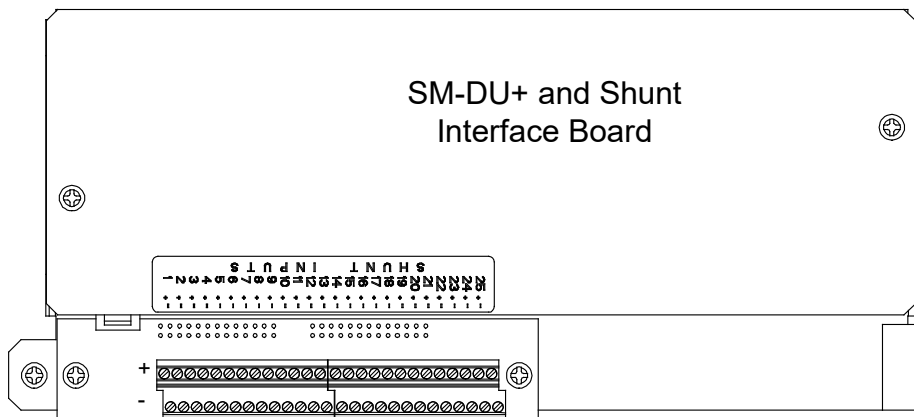 SM-DU+ and Shunt
Interface Board
SHUNT INPUTS
1 2 3 4 5 6 7 8 9 10 11 12 13 14 15 16 17 18 19 20 21 22 23 24 25
+
-